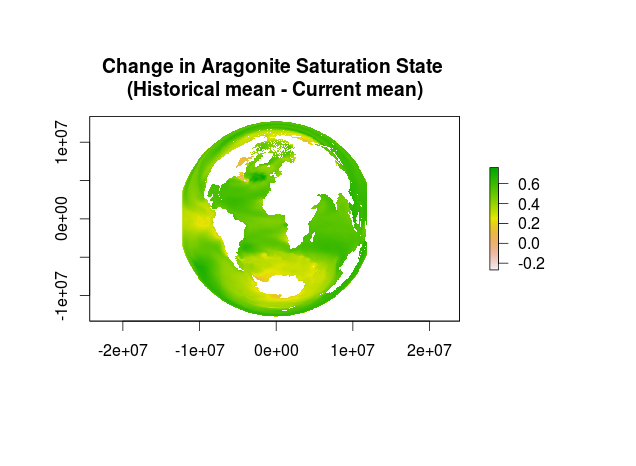 Change in Aragonite Saturation State
(Historical mean - Current mean)
1e+07
0e+00
-1e+07
-2e+07 -1e+07 0e+00 1e+07 2e+07
0.6
0.4
0.2
0.0
-0.2